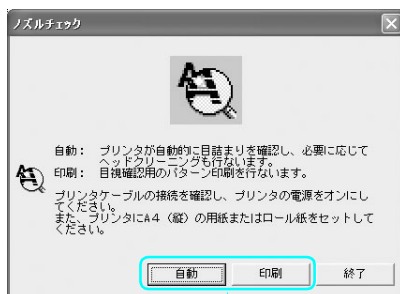 ノズルチェック
自動： プリンタが自動的に目詰まりを確認し、必要に応じて
ヘッドクリーニングも行ないます。
印刷： 目視確認用のパターン印刷を行ないます。
プリンタケーブルの接続を確認し、プリンタの電源をオンにし
てください。
また、プリンタにA4（縦）の用紙またはロール紙をセットして
ください。
自動 印刷 終了